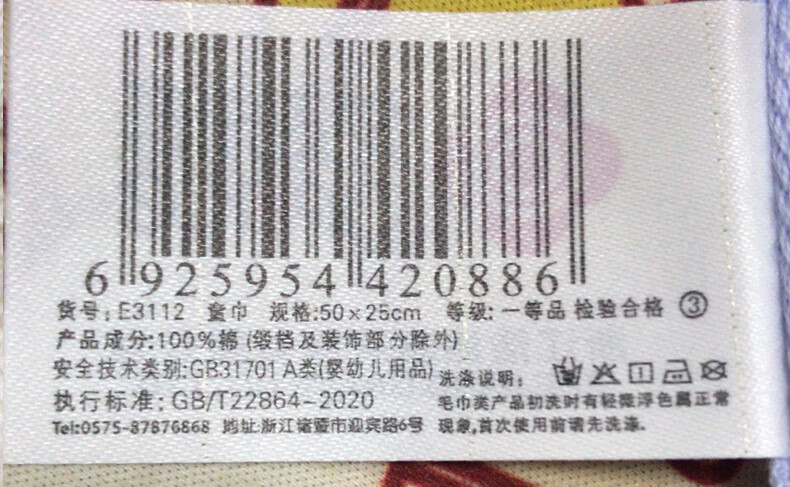 6 925954 420886
货号: E3112 童巾 规格:50×25cm 等级: 一等品 检验合格 ③
产品成分:100%棉 (缎档及装饰部分除外)
安全技术类别:GB31701 A类(婴幼儿用品)
执行标准: GB/T22864-2020
Tel:0575-87876868 地址:浙江诸暨市迎宾路6号
洗涤说明:
毛巾类产品初洗时有轻微浮色属正常
现象,首次使用前请先洗涤.